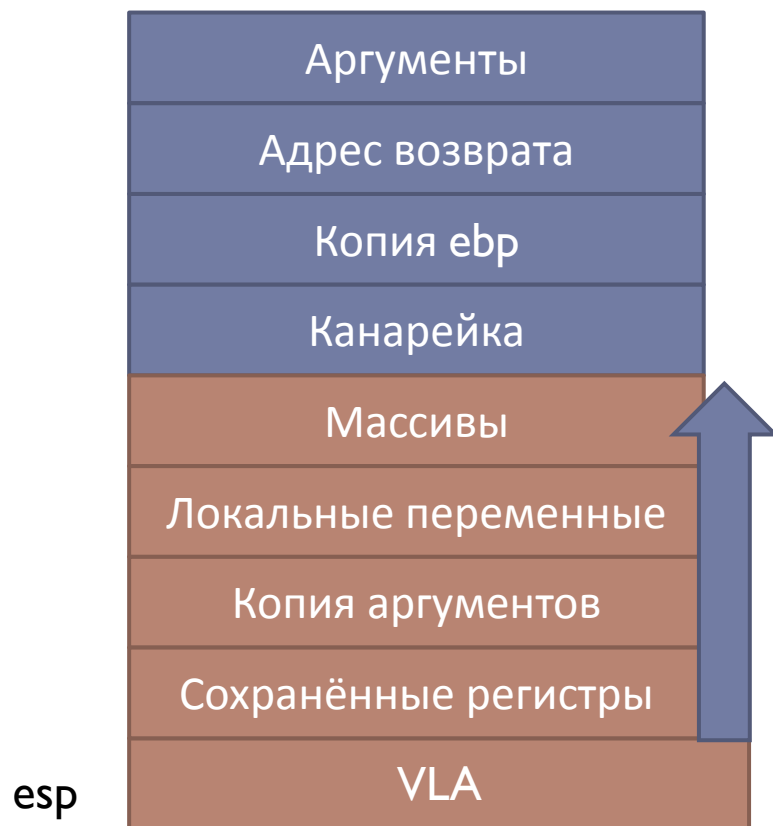 Аргументы
Адрес возврата
Копия ebp
Канарейка
Массивы
Локальные переменные
Копия аргументов
Сохранённые регистры
esp
VLA